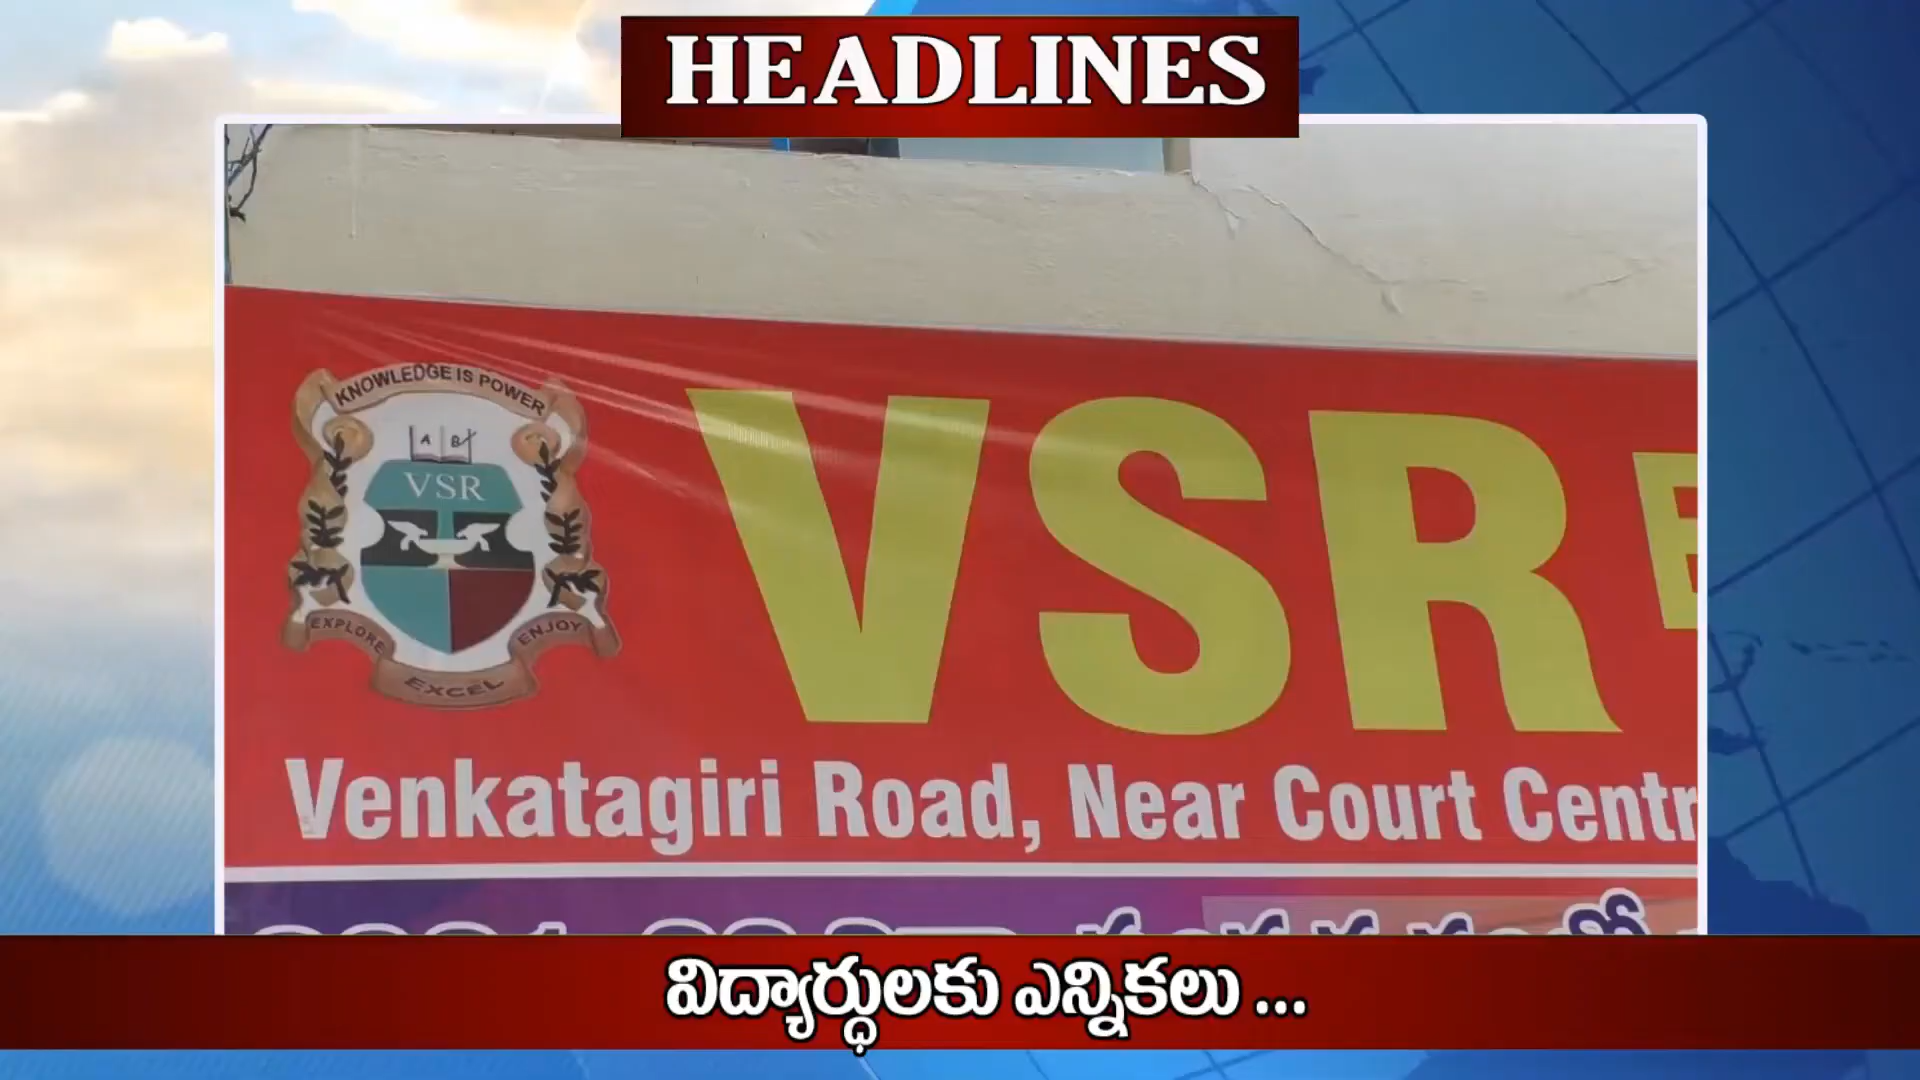 HEADLINES
KNOWLEDGE IS POWER
A B
VSR
EXPLORE
ENJOY
EXCEL
VSR E
Venkatagiri Road, Near Court Centr
విద్యార్ధులకు ఎన్నికలు ...